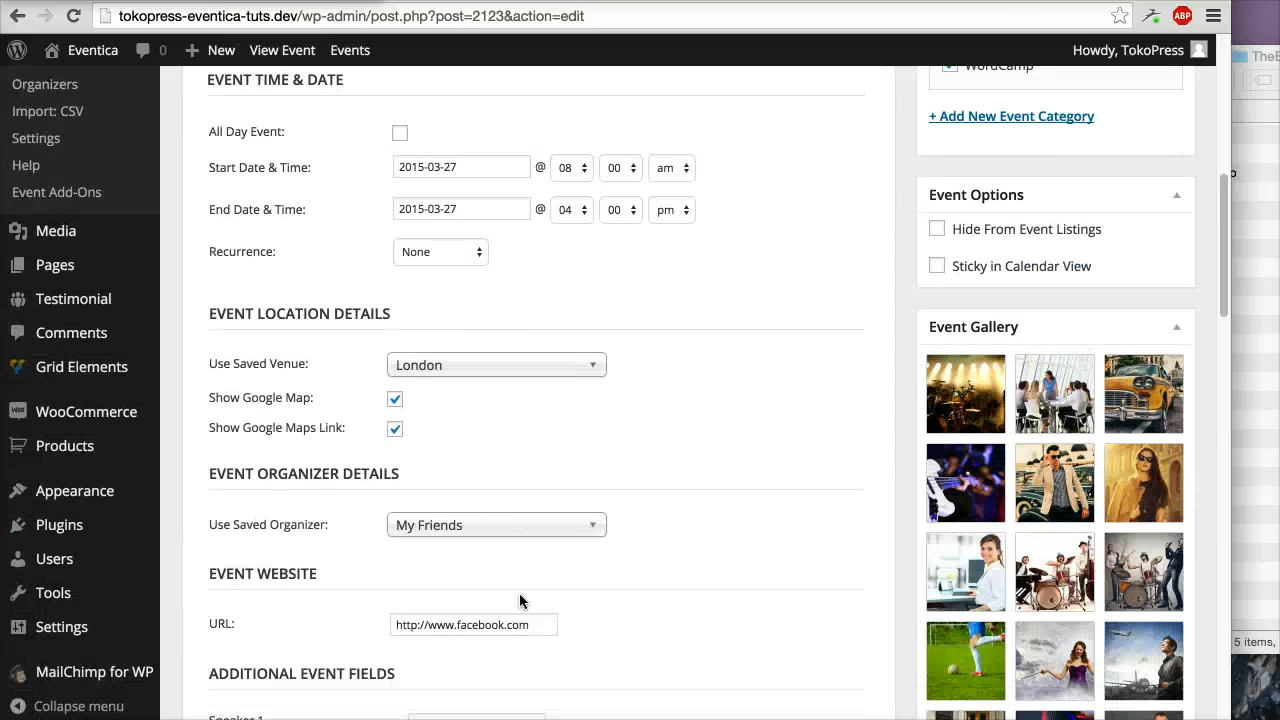 tokopress-eventica-tuts.dev/wp-admin/post.php?post=2123&action=edit
ABP
Eventica 0 New View Event Events Howdy, TokoPress
TheE
Organizers
Import: CSV
Settings
Help
Event Add-Ons
Media
Pages
Testimonial
Comments
Grid Elements
WooCommerce
Products
Appearance
Plugins
Users
Tools
Settings
MailChimp for WP
Collapse menu
EVENT TIME & DATE
All Day Event:
Start Date & Time: 2015-03-27 @ 08 00 am
End Date & Time: 2015-03-27 @ 04 00 pm
Recurrence: None
EVENT LOCATION DETAILS
Use Saved Venue: London
Show Google Map:
Show Google Maps Link:
EVENT ORGANIZER DETAILS
Use Saved Organizer: My Friends
EVENT WEBSITE
URL: http://www.facebook.com
ADDITIONAL EVENT FIELDS
Speaker 1
WordCamp
+ Add New Event Category
Event Options
Hide From Event Listings
Sticky in Calendar View
Event Gallery
5 items,